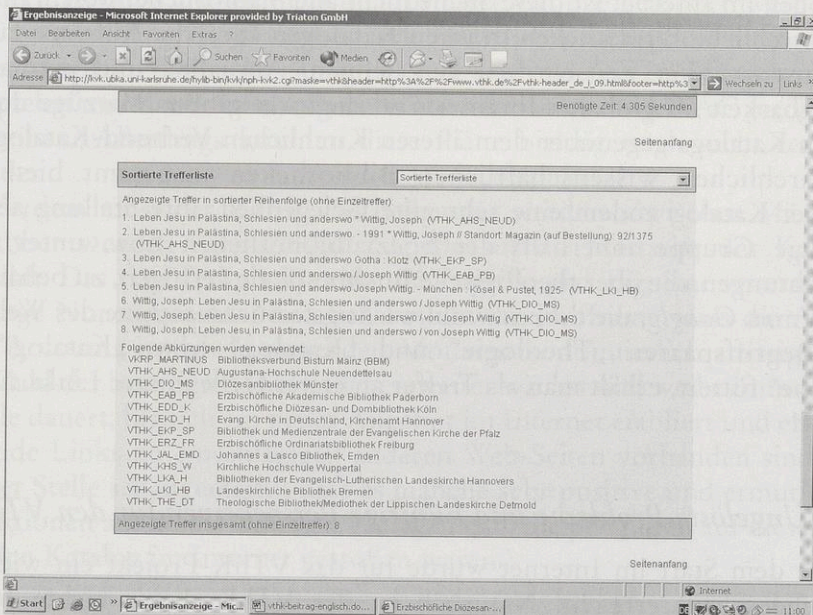 Ergebnisanzeige - Microsoft Internet Explorer provided by Triaton GmbH
Datei Bearbeiten Ansicht Favoriten Extras ?
Zurück Suchen Favoriten Medien
Adresse http://kvk.ubka.uni-karlsruhe.de/hylib-bin/kvk/nph-kvk2.cgi?maske=vthk&header=http%3A%2F%2Fwww.vthk.de%2Fvthk-header_de_i_09.html&footer=http%3 Wechseln zu Links »
Benötigte Zeit: 4.305 Sekunden
Seitenanfang
Sortierte Trefferliste Sortierte Trefferliste
Angezeigte Treffer in sortierter Reihenfolge (ohne Einzeltreffer):
1. Leben Jesu in Palästina, Schlesien und anderswo " Wittig, Joseph (VTHK_AHS_NEUD)
2. Leben Jesu in Palästina, Schlesien und anderswo. - 1991 " Wittig, Joseph // Standort: Magazin (auf Bestellung) 92/1375
(VTHK_AHS_NEUD)
3. Leben Jesu in Palästina, Schlesien und anderswo Gotha : Klotz (VTHK_EKP_SP)
4. Leben Jesu in Palästina, Schlesien und anderswo / Joseph Wittig (VTHK_EAB_PB)
5. Leben Jesu in Palästina, Schlesien und anderswo Joseph Wittig. - München : Kösel & Pustet, 1925- (VTHK_LKI_HB)
6. Wittig, Joseph: Leben Jesu in Palästina, Schlesien und anderswo / Joseph Wittig (VTHK_DIO_MS)
7. Wittig, Joseph: Leben Jesu in Palästina, Schlesien und anderswo / von Joseph Wittig (VTHK_DIO_MS)
8. Wittig, Joseph: Leben Jesu in Palästina, Schlesien und anderswo / von Joseph Wittig (VTHK_DIO_MS)
Folgende Abkürzungen wurden verwendet:
VKRP_MARTINUS Bibliotheksverbund Bistum Mainz (BBM)
VTHK_AHS_NEUD Augustana-Hochschule Neuendettelsau
VTHK_DIO_MS Diözesanbibliothek Münster
VTHK_EAB_PB Erzbischöfliche Akademische Bibliothek Paderborn
VTHK_EDD_K Erzbischöfliche Diözesan- und Dombibliothek Köln
VTHK_EKD_H Evang. Kirche in Deutschland, Kirchenamt Hannover
VTHK_EKP_SP Bibliothek und Medienzentrale der Evangelischen Kirche der Pfalz
VTHK_ERZ_FR Erzbischöfliche Ordinariatsbibliothek Freiburg
VTHK_JAL_EMD Johannes a Lasco Bibliothek, Emden
VTHK_KHS_W Kirchliche Hochschule Wuppertal
VTHK_LKA_H Bibliotheken der Evangelisch-Lutherischen Landeskirche Hannovers
VTHK_LKI_HB Landeskirchliche Bibliothek Bremen
VTHK_THE_DT Theologische Bibliothek/Mediothek der Lippischen Landeskirche Detmold
Angezeigte Treffer insgesamt (ohne Einzeltreffer): 8
Seitenanfang
Internet
Start » Ergebnisanzeige - Mic... vthk-beitrag-englisch.do... Erzbischöfliche Diözesan-... 11:00